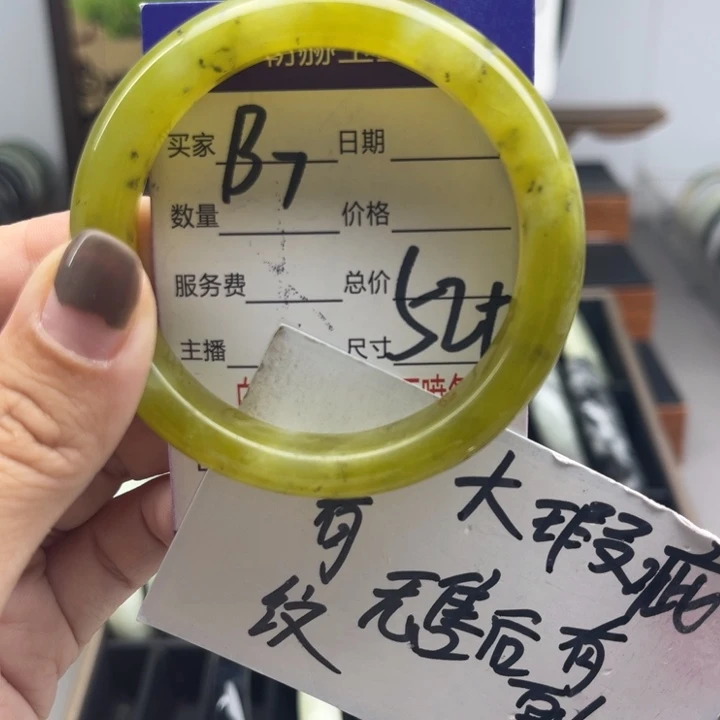 买家 B7 日期
数量 价格
服务费 总价
主播 尺寸 52+
大瑕疵
有
纹 无售后有